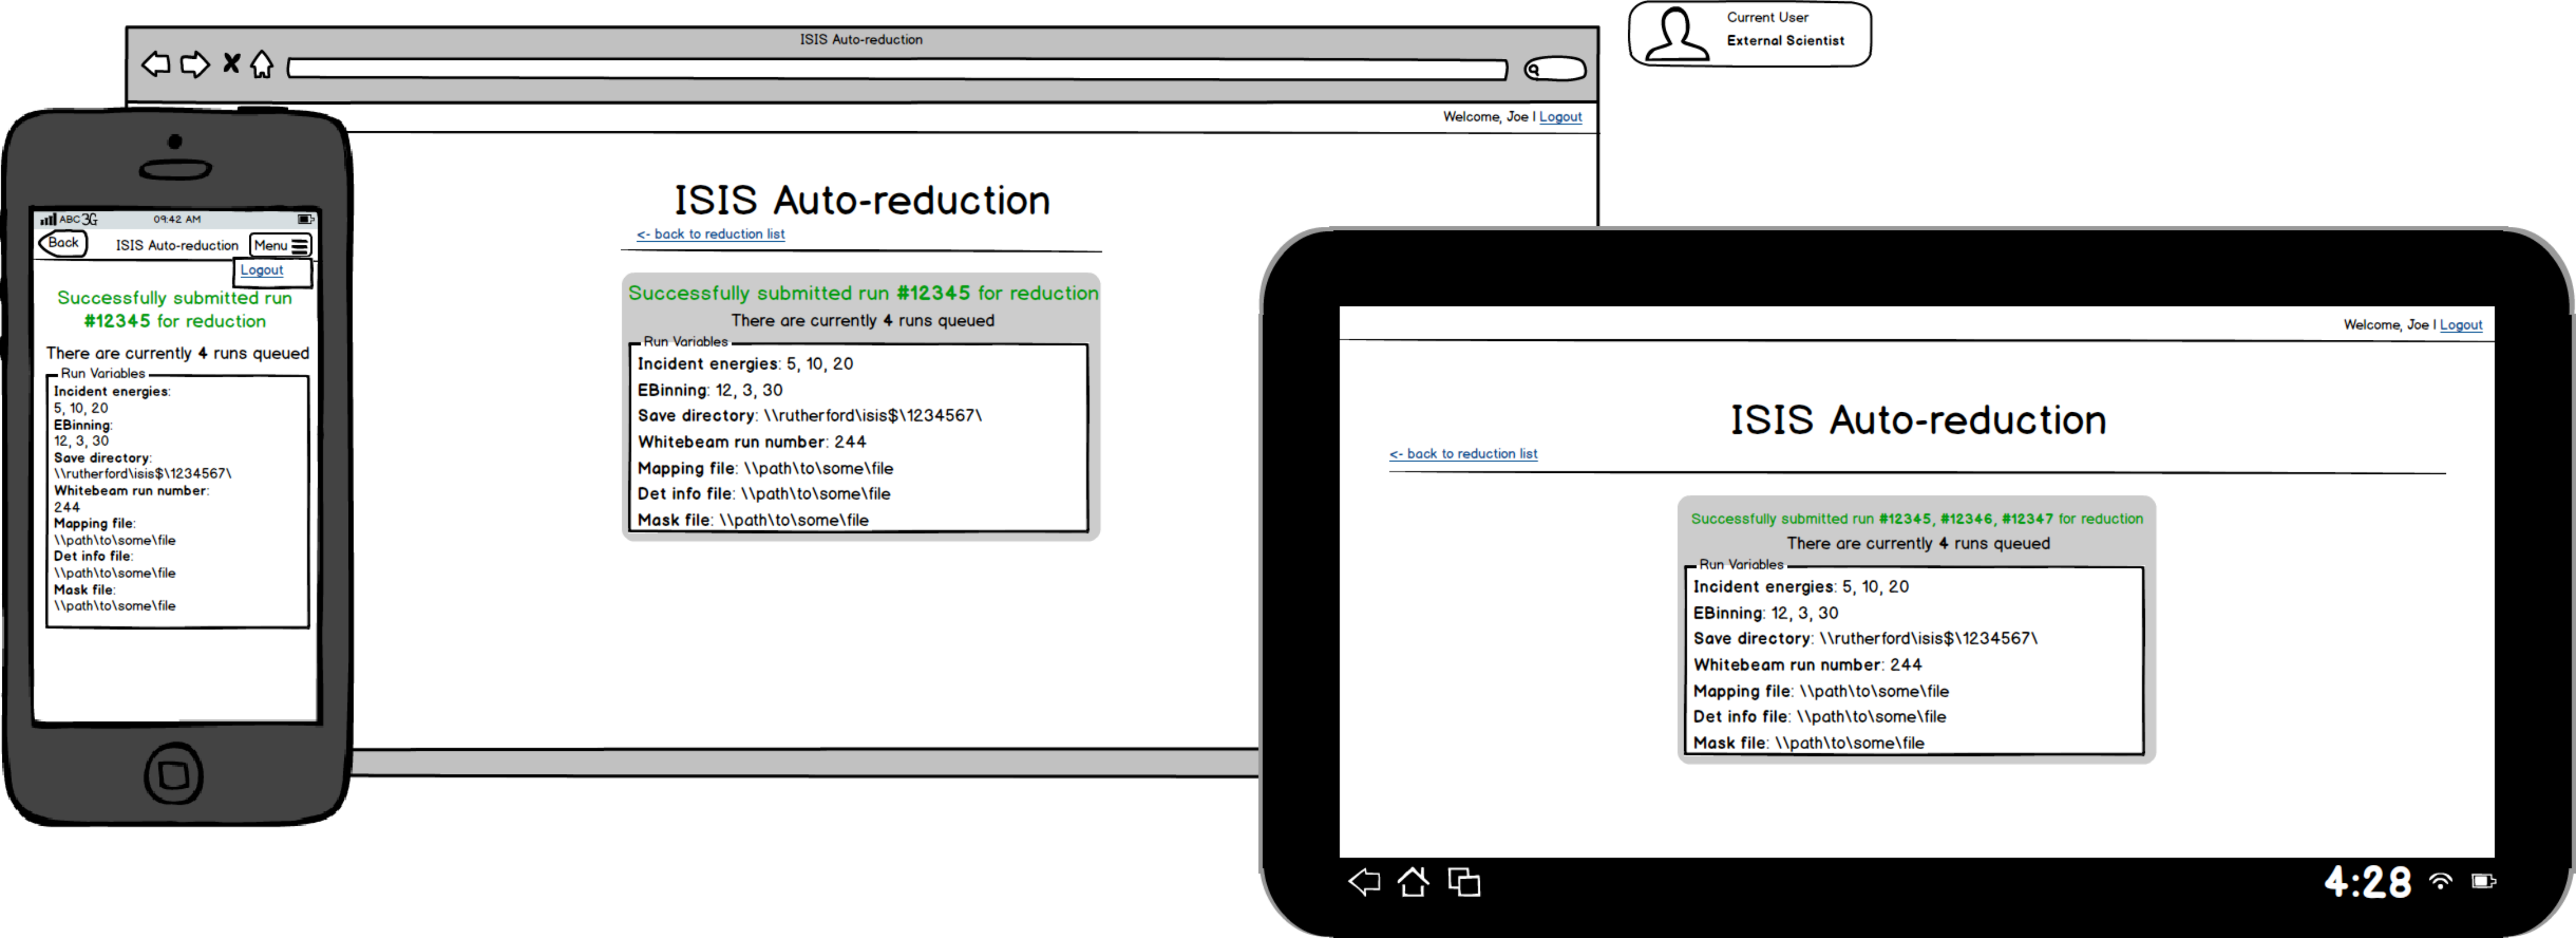 Current User
External Scientist
ISIS Auto-reduction
Welcome, Joe | Logout
ISIS Auto-reduction
<- back to reduction list
Successfully submitted run #12345 for reduction
There are currently 4 runs queued
Run Variables
Incident energies: 5, 10, 20
EBinning: 12, 3, 30
Save directory: \\rutherford\isis$\1234567\
Whitebeam run number: 244
Mapping file: \\path\to\some\file
Det info file: \\path\to\some\file
Mask file: \\path\to\some\file
ABC 3G 09:42 AM
Back ISIS Auto-reduction Menu
Logout
Successfully submitted run
#12345 for reduction
There are currently 4 runs queued
Run Variables
Incident energies:
5, 10, 20
EBinning:
12, 3, 30
Save directory:
\\rutherford\isis$\1234567\
Whitebeam run number:
244
Mapping file:
\\path\to\some\file
Det info file:
\\path\to\some\file
Mask file:
\\path\to\some\file
Welcome, Joe | Logout
ISIS Auto-reduction
<- back to reduction list
Successfully submitted run #12345, #12346, #12347 for reduction
There are currently 4 runs queued
Run Variables
Incident energies: 5, 10, 20
EBinning: 12, 3, 30
Save directory: \\rutherford\isis$\1234567\
Whitebeam run number: 244
Mapping file: \\path\to\some\file
Det info file: \\path\to\some\file
Mask file: \\path\to\some\file
4:28